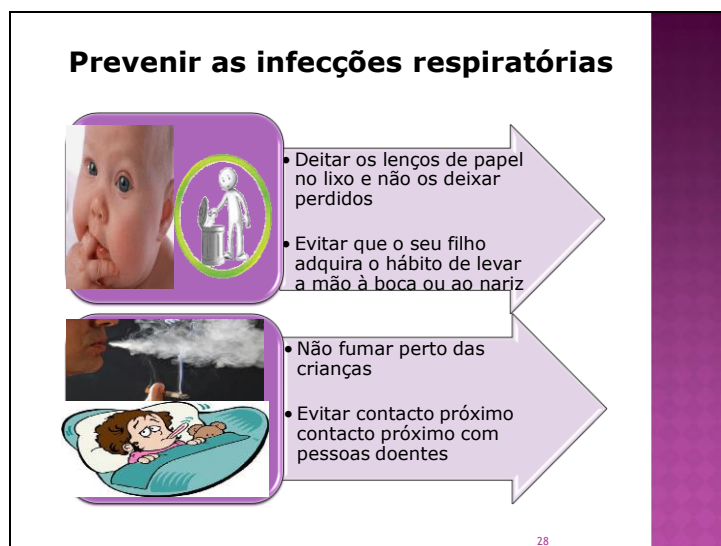 Prevenir as infecções respiratórias
• Deitar os lenços de papel
no lixo e não os deixar
perdidos
• Evitar que o seu filho
adquira o hábito de levar
a mão à boca ou ao nariz
• Não fumar perto das
crianças
• Evitar contacto próximo
contacto próximo com
pessoas doentes
28